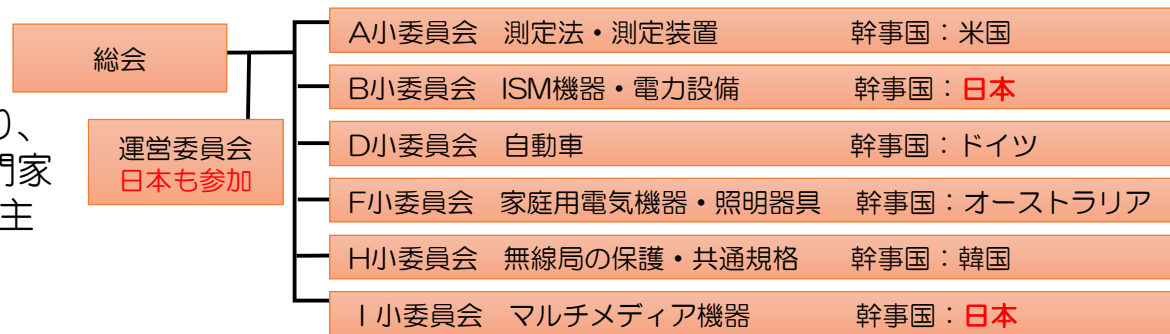 総会
り、
門家
主
運営委員会
日本も参加
A小委員会 測定法・測定装置 幹事国：米国
B小委員会 ISM機器・電力設備 幹事国：日本
D小委員会 自動車 幹事国：ドイツ
F小委員会 家庭用電気機器・照明器具 幹事国：オーストラリア
H小委員会 無線局の保護・共通規格 幹事国：韓国
I小委員会 マルチメディア機器 幹事国：日本